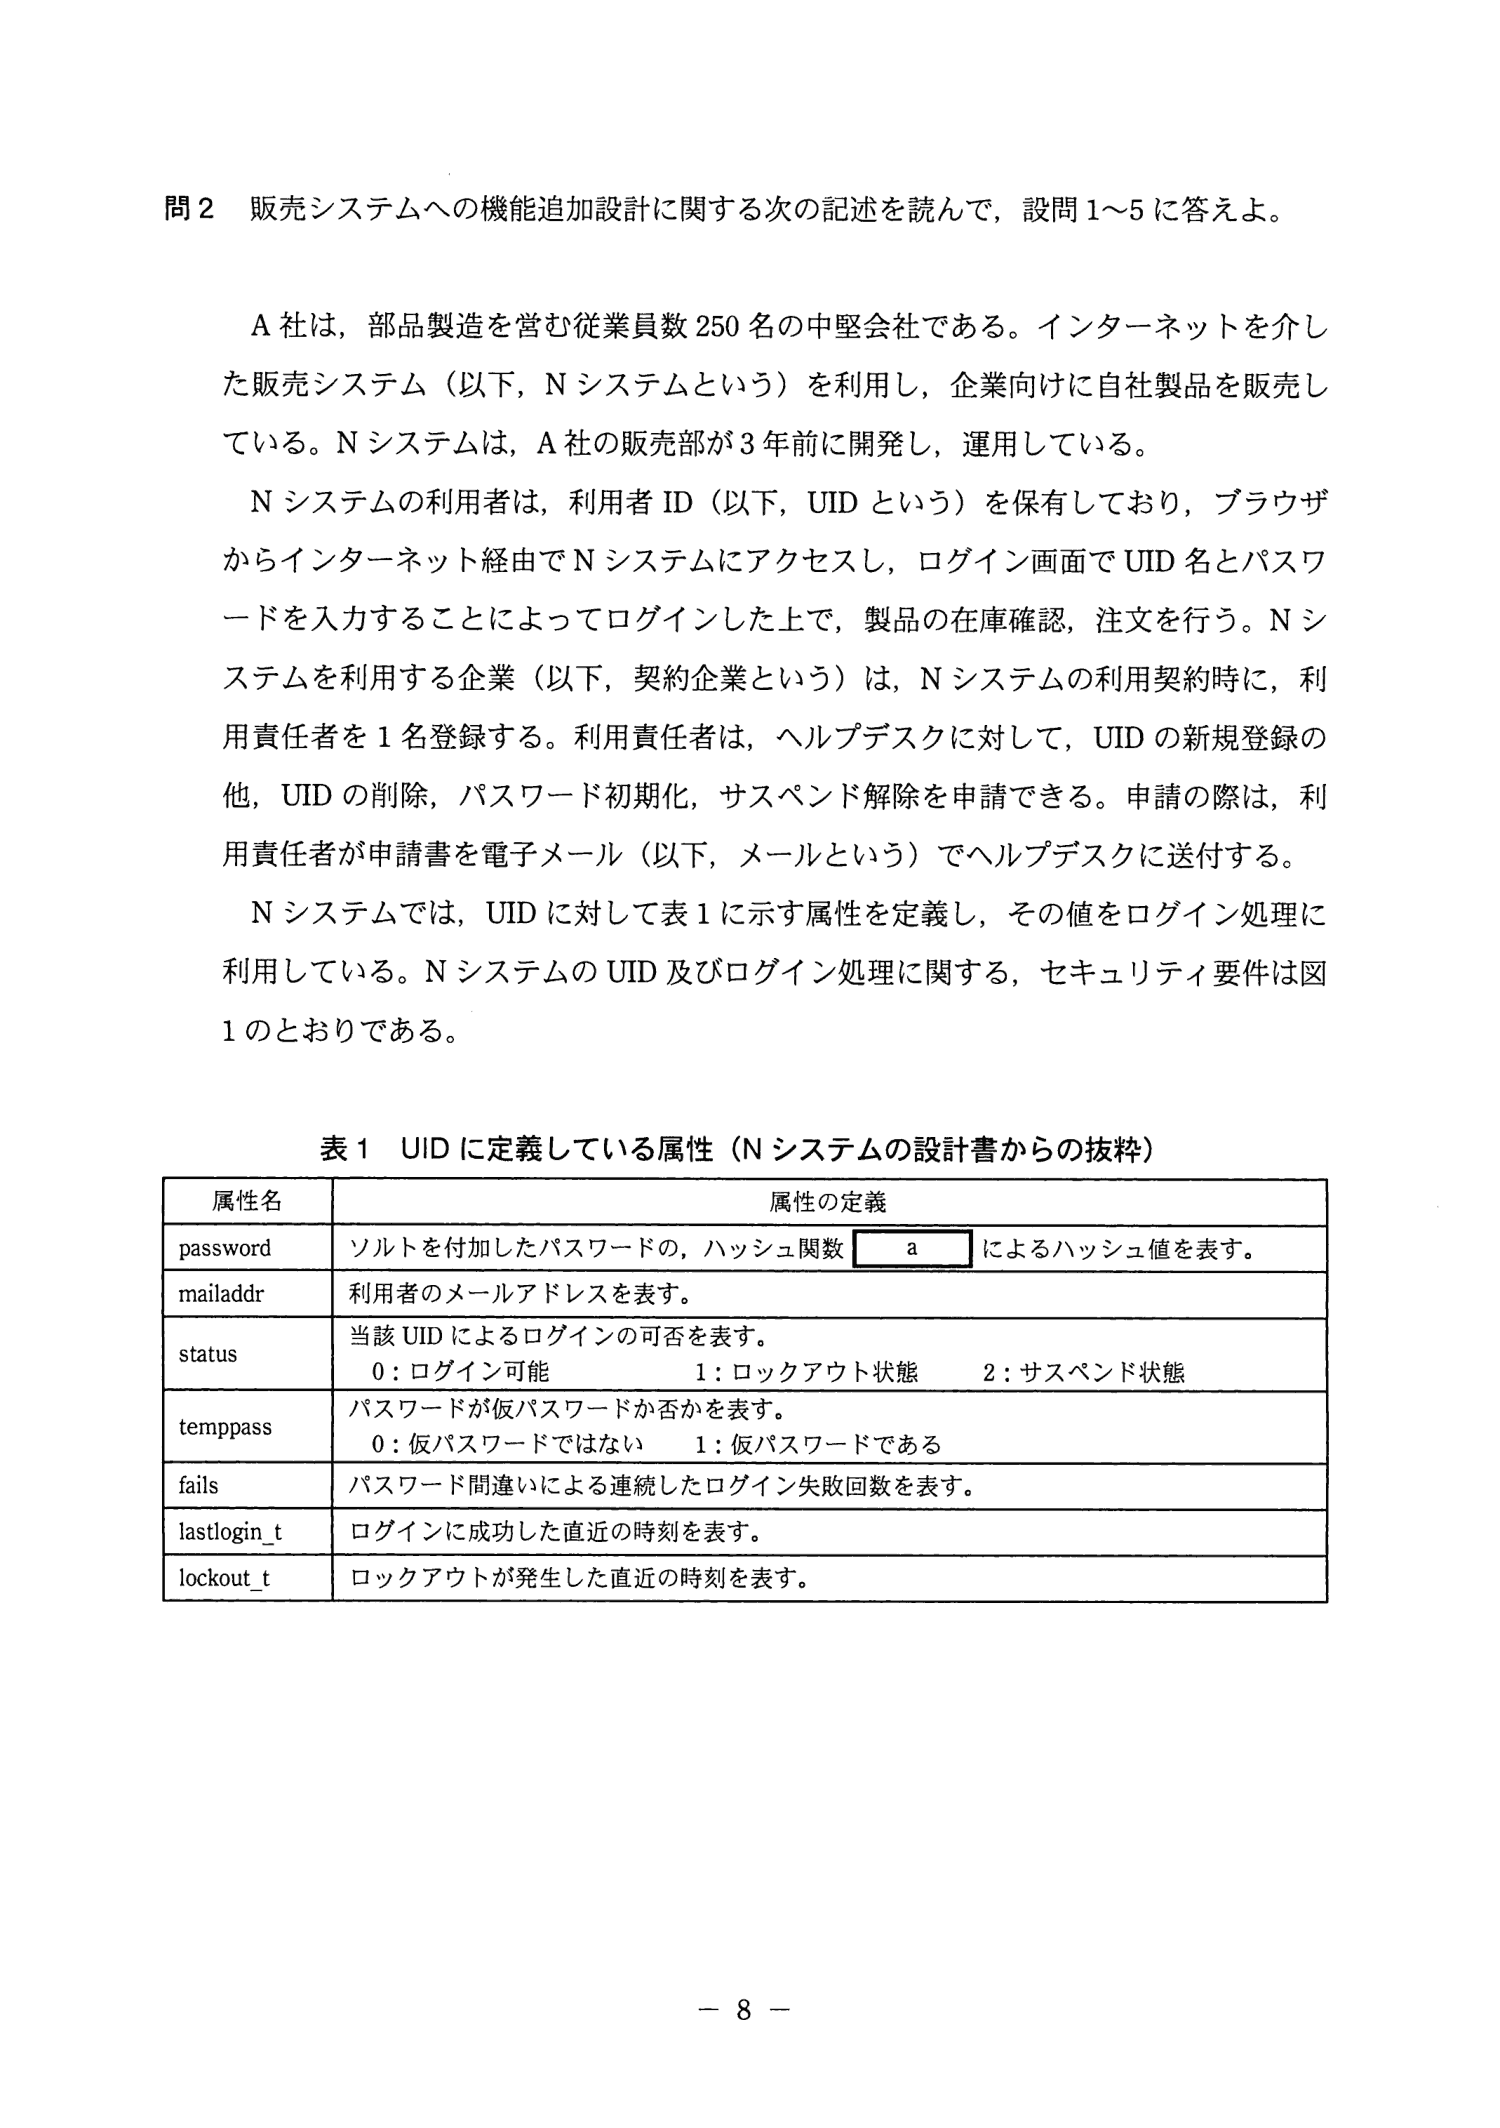 問2 販売システムへの機能追加設計に関する次の記述を読んで，設問1～5に答えよ。
A社は，部品製造を営む従業員数250名の中堅会社である。インターネットを介し
た販売システム（以下，Nシステムという）を利用し，企業向けに自社製品を販売し
ている。Nシステムは，A社の販売部が3年前に開発し，運用している。
Nシステムの利用者は，利用者ID（以下，UIDという）を保有しており，ブラウザ
からインターネット経由でNシステムにアクセスし，ログイン画面でUID名とパスワ
ードを入力することによってログインした上で，製品の在庫確認，注文を行う。Nシ
ステムを利用する企業（以下，契約企業という）は，Nシステムの利用契約時に，利
用責任者を1名登録する。利用責任者は，ヘルプデスクに対して，UIDの新規登録の
他，UIDの削除，パスワード初期化，サスペンド解除を申請できる。申請の際は，利
用責任者が申請書を電子メール（以下，メールという）でヘルプデスクに送付する。
Nシステムでは，UIDに対して表1に示す属性を定義し，その値をログイン処理に
利用している。NシステムのUID及びログイン処理に関する，セキュリティ要件は図
1のとおりである。
表1 UIDに定義している属性（Nシステムの設計書からの抜粋）
属性名 属性の定義
password ソルトを付加したパスワードの，ハッシュ関数 a によるハッシュ値を表す。
mailaddr 利用者のメールアドレスを表す。
status 当該UIDによるログインの可否を表す。
0：ログイン可能 1：ロックアウト状態 2：サスペンド状態
temppass パスワードが仮パスワードか否かを表す。
0：仮パスワードではない 1：仮パスワードである
fails パスワード間違いによる連続したログイン失敗回数を表す。
lastlogin_t ログインに成功した直近の時刻を表す。
lockout_t ロックアウトが発生した直近の時刻を表す。
－ 8 －